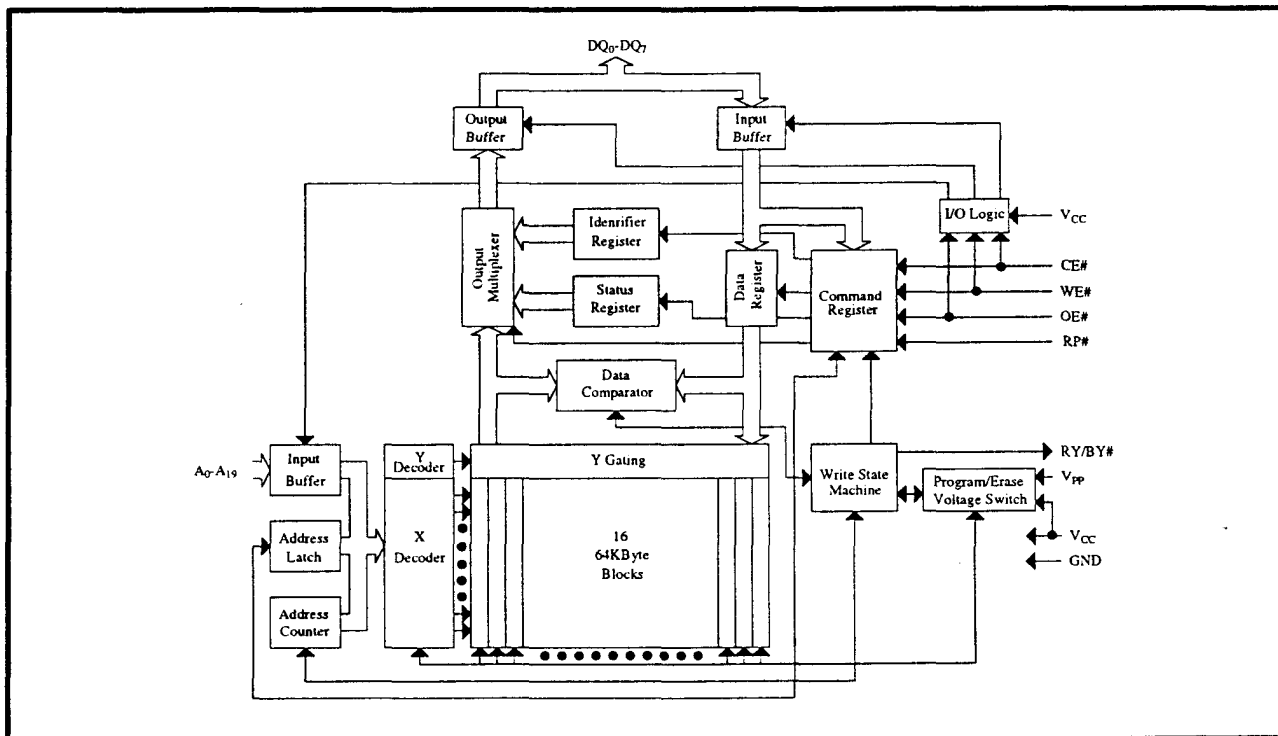 DQ0-DQ7
Output
Buffer
Input
Buffer
I/O Logic
VCC
Output
Multiplexer
Idenrifier
Register
Status
Register
Data
Register
Command
Register
CE#
WE#
OE#
RP#
Data
Comparator
A0-A19
Input
Buffer
Y
Decoder
Y Gating
Write State
Machine
RY/BY#
Program/Erase
Voltage Switch
VPP
Address
Latch
X
Decoder
16
64KByte
Blocks
VCC
GND
Address
Counter